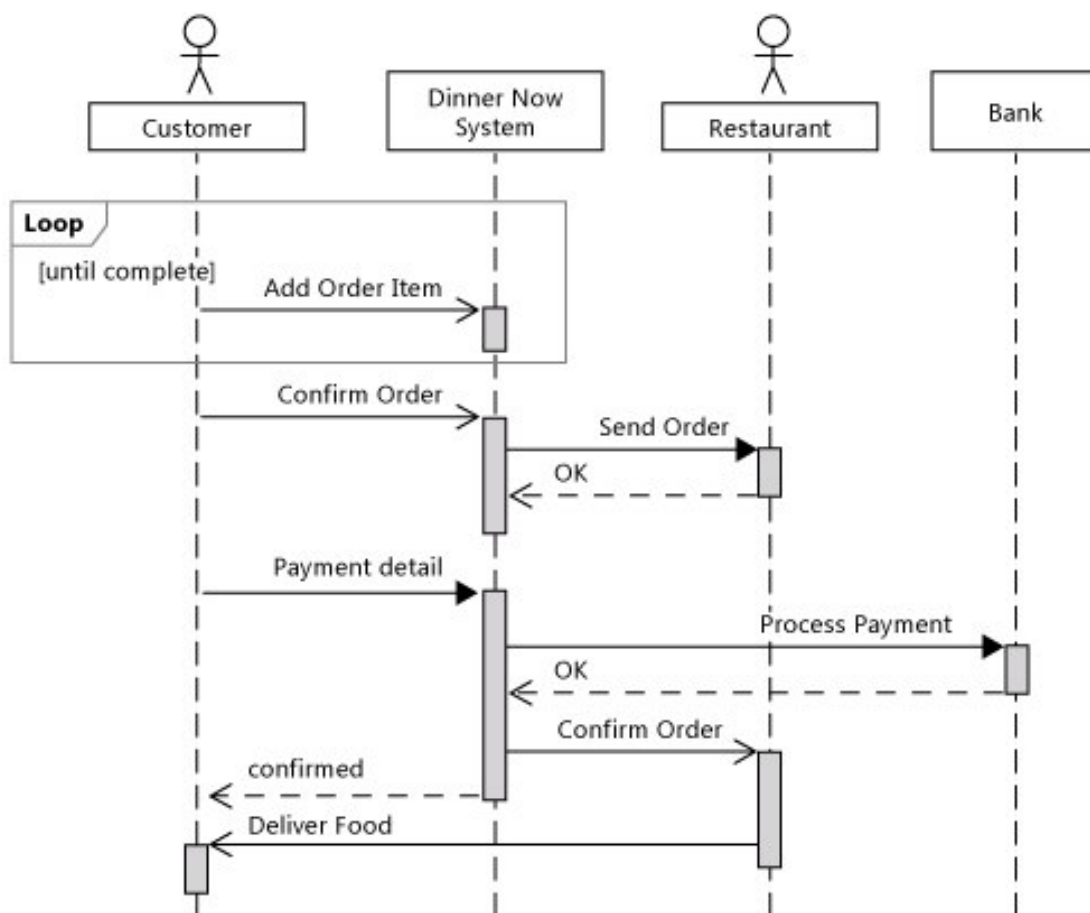 Customer
Dinner Now
System
Restaurant
Bank
Loop
[until complete]
Add Order Item
Confirm Order
Send Order
OK
Payment detail
Process Payment
OK
Confirm Order
confirmed
Deliver Food